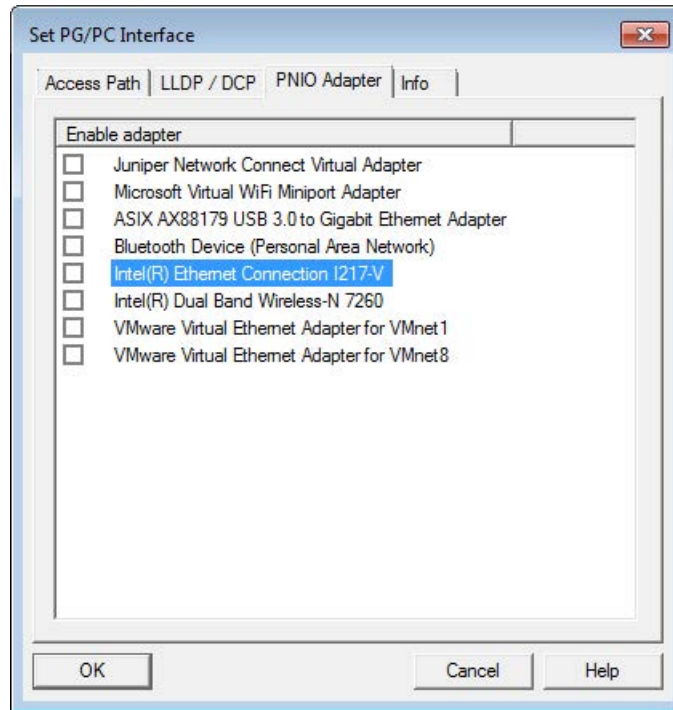 Set PG/PC Interface
Access Path LLDP / DCP PNIO Adapter Info
Enable adapter
Juniper Network Connect Virtual Adapter
Microsoft Virtual WiFi Miniport Adapter
ASIX AX88179 USB 3.0 to Gigabit Ethernet Adapter
Bluetooth Device (Personal Area Network)
Intel(R) Ethernet Connection I217-V
Intel(R) Dual Band Wireless-N 7260
VMware Virtual Ethernet Adapter for VMnet1
VMware Virtual Ethernet Adapter for VMnet8
OK Cancel Help